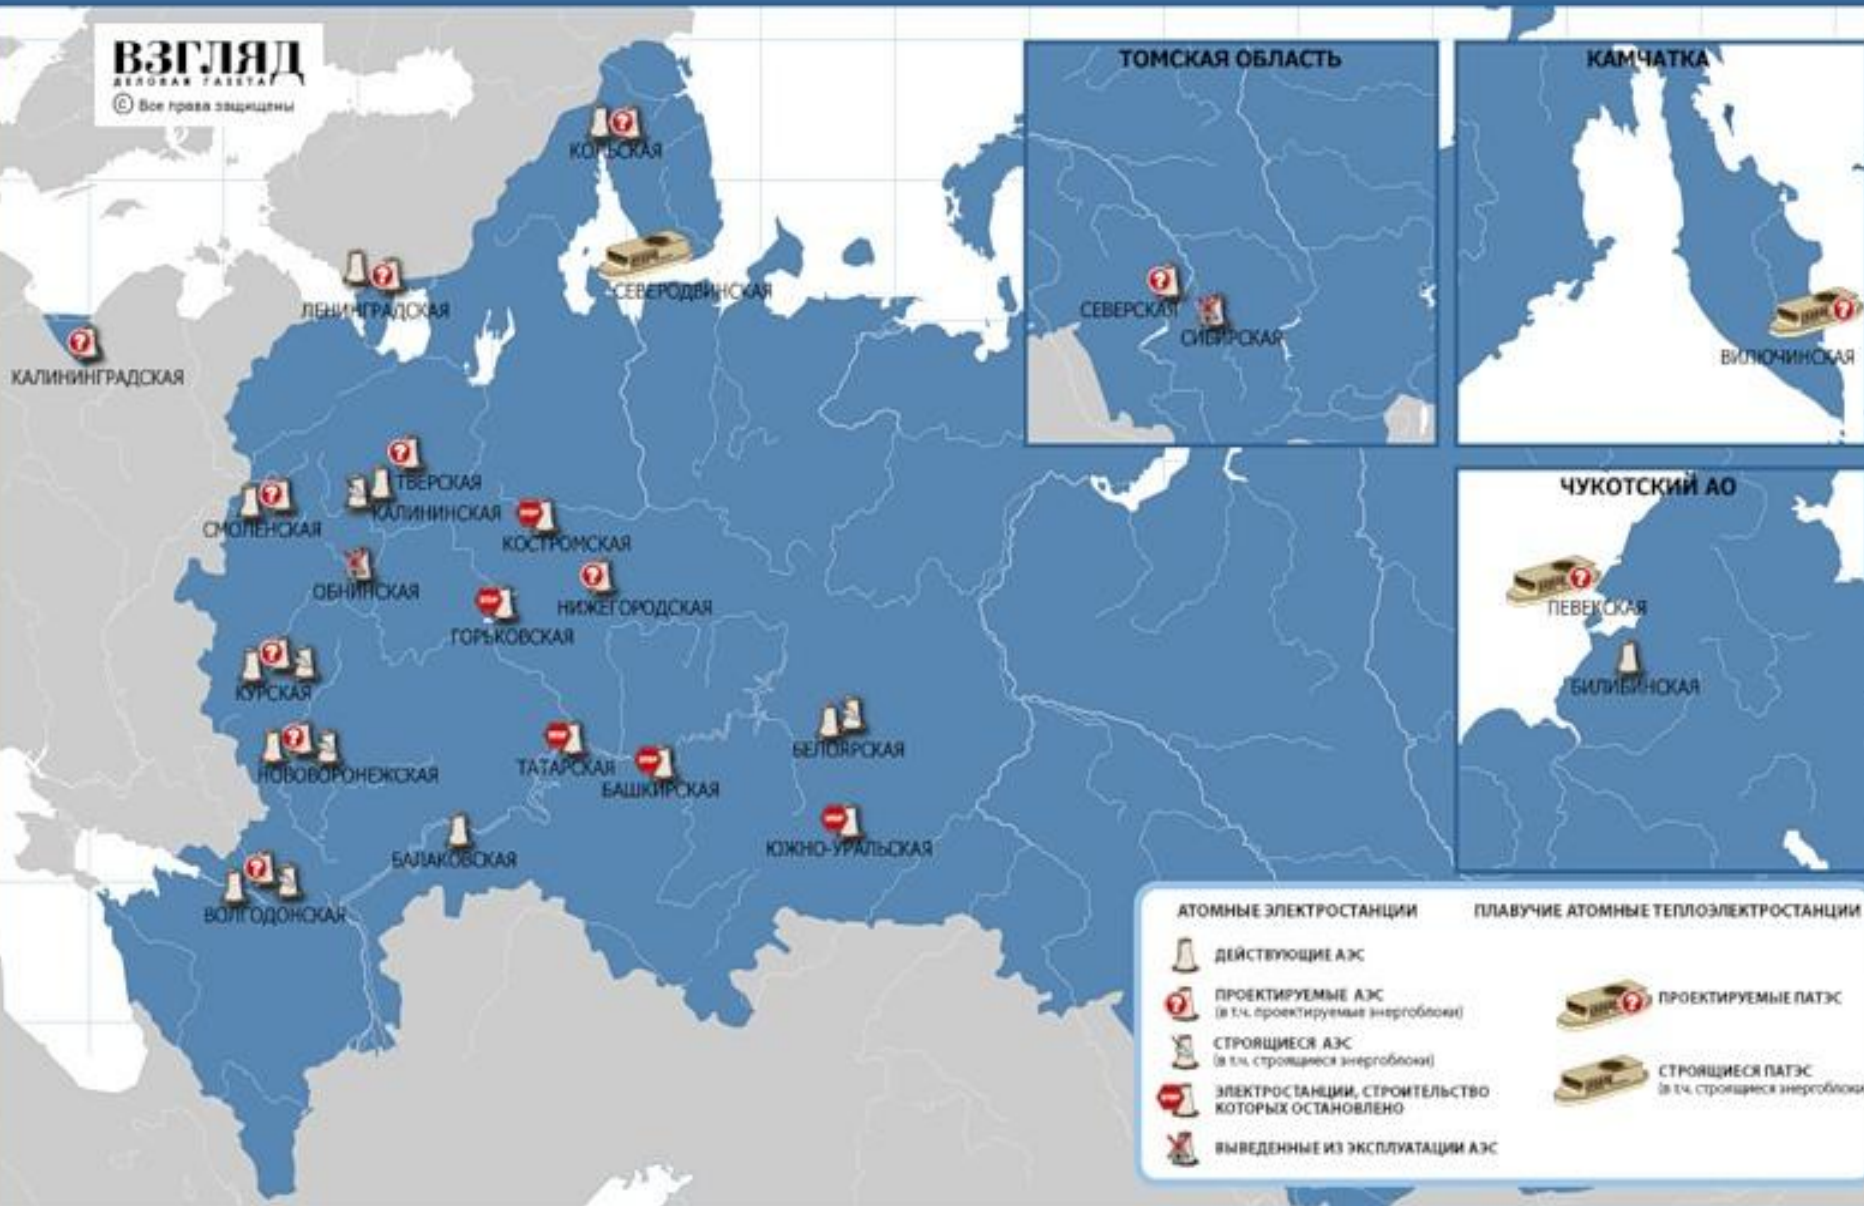 ВЗГЛЯД
ДЕЛОВАЯ ГАЗЕТА
© Все права защищены
ТОМСКАЯ ОБЛАСТЬ
СЕВЕРСКАЯ
СИБИРСКАЯ
КАМЧАТКА
ВИЛЮЧИНСКАЯ
ЧУКОТСКИЙ АО
ПЕВЕКСКАЯ
БИЛИБИНСКАЯ
КОЛЬСКАЯ
СЕВЕРОДВИНСКАЯ
ЛЕНИНГРАДСКАЯ
КАЛИНИНГРАДСКАЯ
ТВЕРСКАЯ
КАЛИНИНСКАЯ
СМОЛЕНСКАЯ
КОСТРОМСКАЯ
ОБНИНСКАЯ
НИЖЕГОРОДСКАЯ
ГОРЬКОВСКАЯ
КУРСКАЯ
НОВОВОРОНЕЖСКАЯ
ТАТАРСКАЯ
БАШКИРСКАЯ
БЕЛОЯРСКАЯ
ЮЖНО-УРАЛЬСКАЯ
БАЛАКОВСКАЯ
ВОЛГОДОНСКАЯ
АТОМНЫЕ ЭЛЕКТРОСТАНЦИИ
ДЕЙСТВУЮЩИЕ АЭС
ПРОЕКТИРУЕМЫЕ АЭС
(в т.ч. проектируемые энергоблоки)
СТРОЯЩИЕСЯ АЭС
(в т.ч. строящиеся энергоблоки)
ЭЛЕКТРОСТАНЦИИ, СТРОИТЕЛЬСТВО
КОТОРЫХ ОСТАНОВЛЕНО
ВЫВЕДЕННЫЕ ИЗ ЭКСПЛУАТАЦИИ АЭС
ПЛАВУЧИЕ АТОМНЫЕ ТЕПЛОЭЛЕКТРОСТАНЦИИ
ПРОЕКТИРУЕМЫЕ ПАТЭС
СТРОЯЩИЕСЯ ПАТЭС
(в т.ч. строящиеся энергоблоки